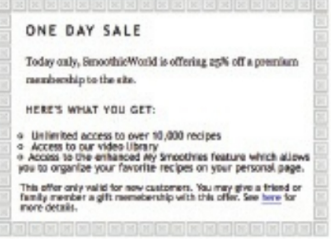 ONE DAY SALE
Today only, SmoothieWorld is offering 25% off a premium
membership to the site.
HERE'S WHAT YOU GET:
Unlimited access to over 10,000 recipes
Access to our video library
Access to the enhanced My Smoothies feature which allows
you to organize your favorite recipes on your personal page.
This offer only valid for new customers. You may give a friend or
family member a gift memebership with this offer. See here for
more details.